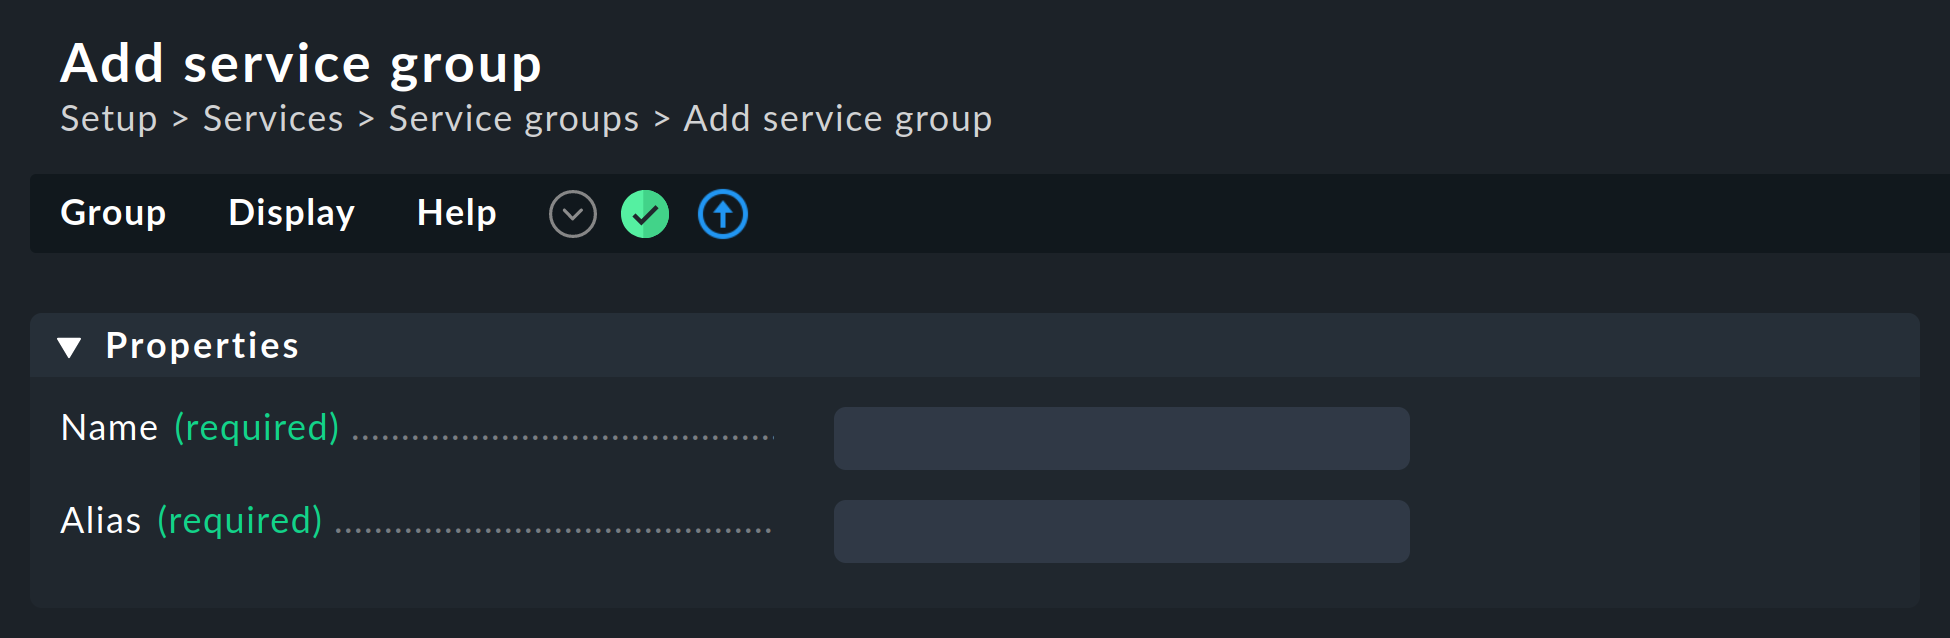 Add service group
Setup > Services > Service groups > Add service group
Group Display Help
Properties
Name (required)
Alias (required)